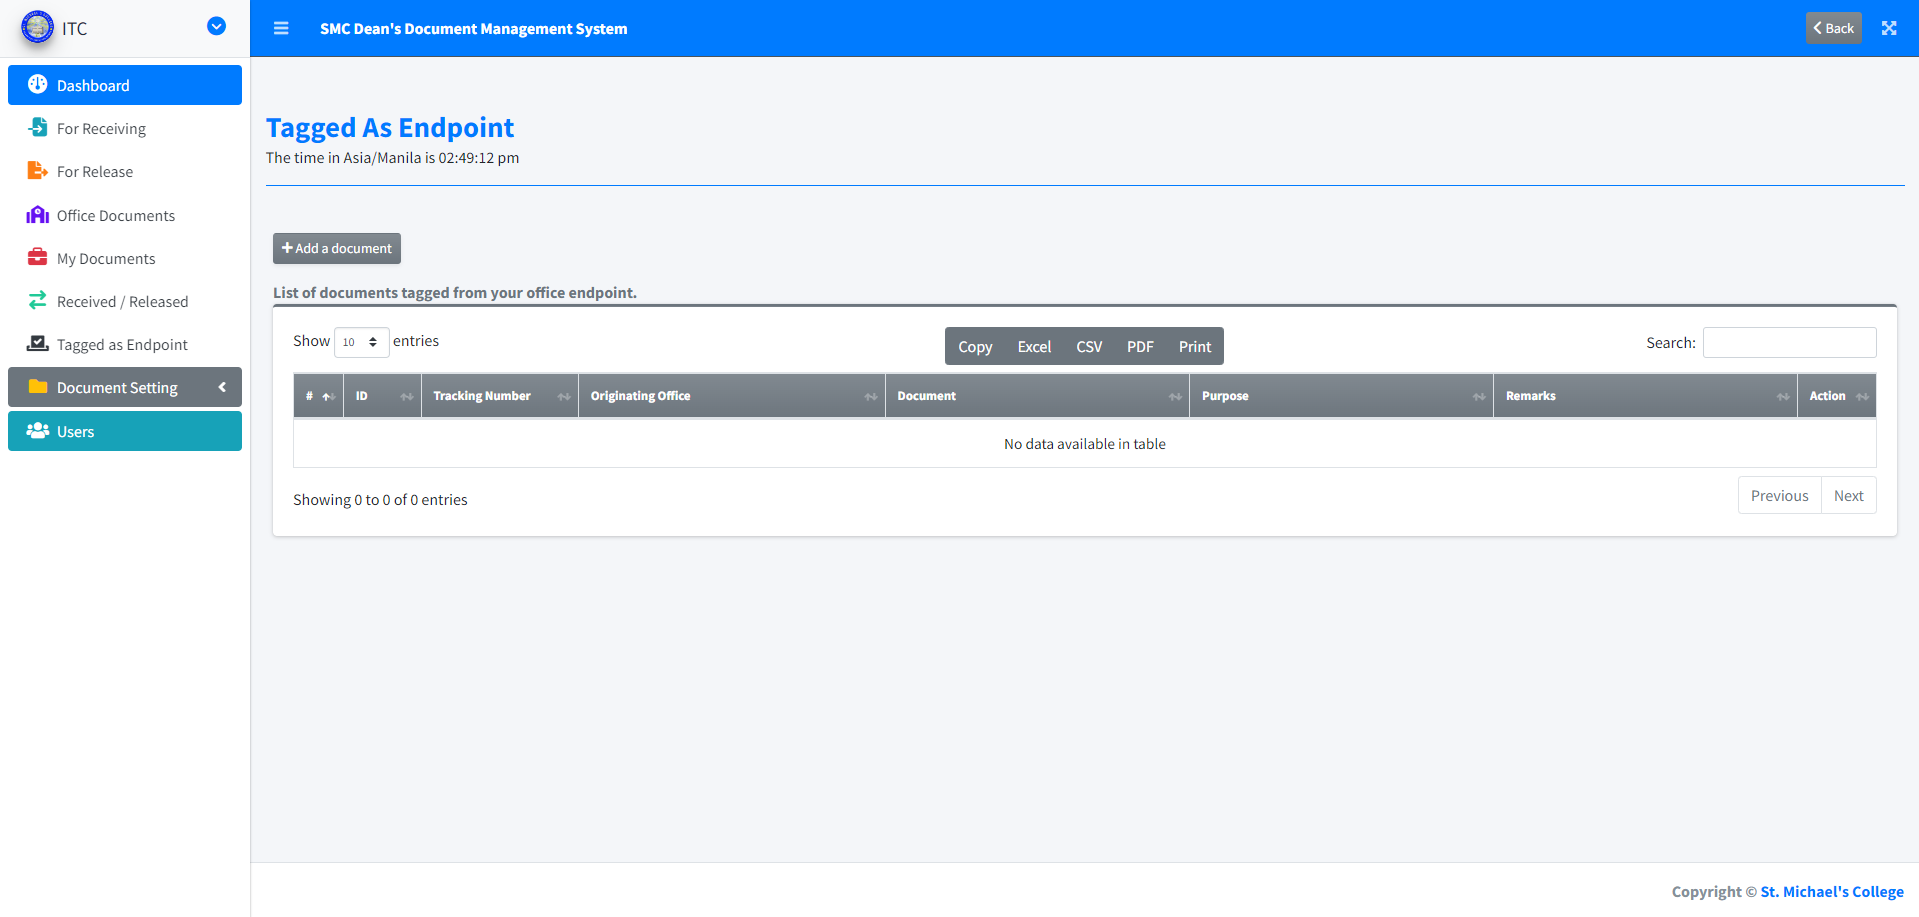 ITC
SMC Dean's Document Management System
Back
Dashboard
For Receiving
For Release
Office Documents
My Documents
Received / Released
Tagged as Endpoint
Document Setting
Users
Tagged As Endpoint
The time in Asia/Manila is 02:49:12 pm
Add a document
List of documents tagged from your office endpoint.
Show 10 entries
Copy Excel CSV PDF Print
Search:
# ID Tracking Number Originating Office Document Purpose Remarks Action
No data available in table
Showing 0 to 0 of 0 entries
Previous Next
Copyright © St. Michael's College